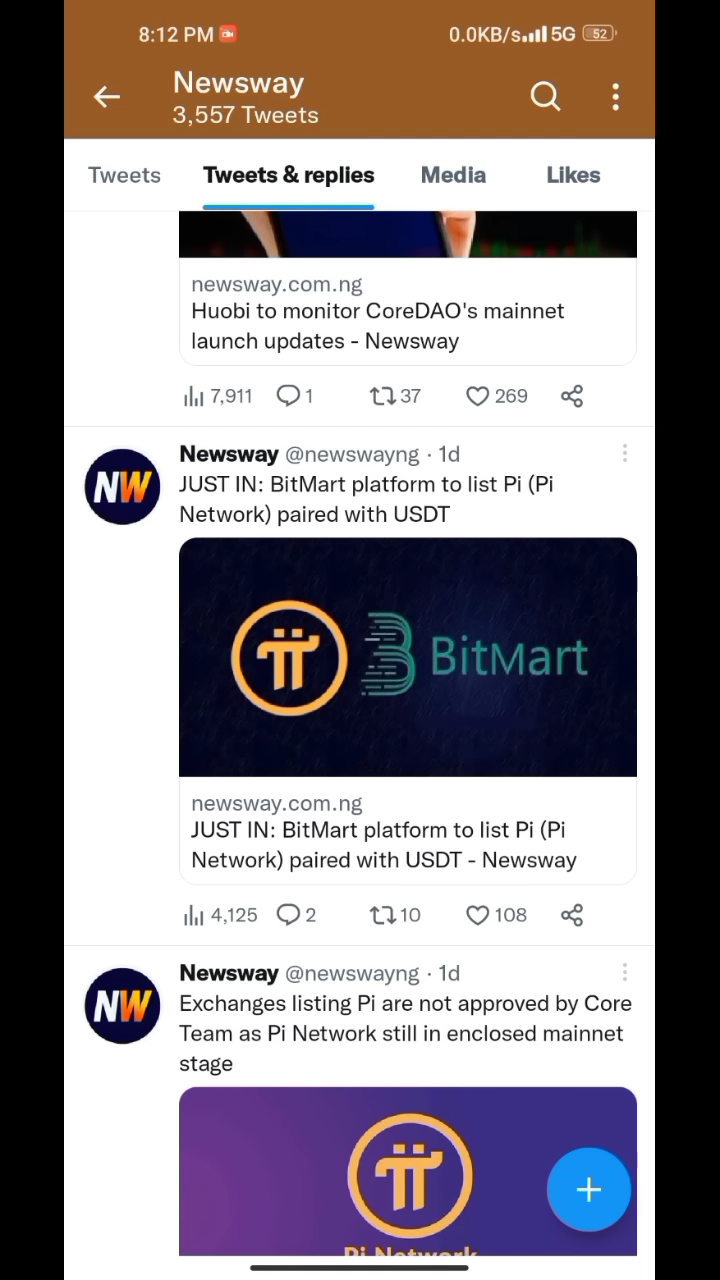 8:12 PM
0.0KB/s 5G 52
Newsway
3,557 Tweets
Tweets Tweets & replies Media Likes
newsway.com.ng
Huobi to monitor CoreDAO's mainnet
launch updates - Newsway
7,911 1 37 269
NW
Newsway @newswayng · 1d
JUST IN: BitMart platform to list Pi (Pi
Network) paired with USDT
BitMart
newsway.com.ng
JUST IN: BitMart platform to list Pi (Pi
Network) paired with USDT - Newsway
4,125 2 10 108
NW
Newsway @newswayng · 1d
Exchanges listing Pi are not approved by Core
Team as Pi Network still in enclosed mainnet
stage
Pi Network